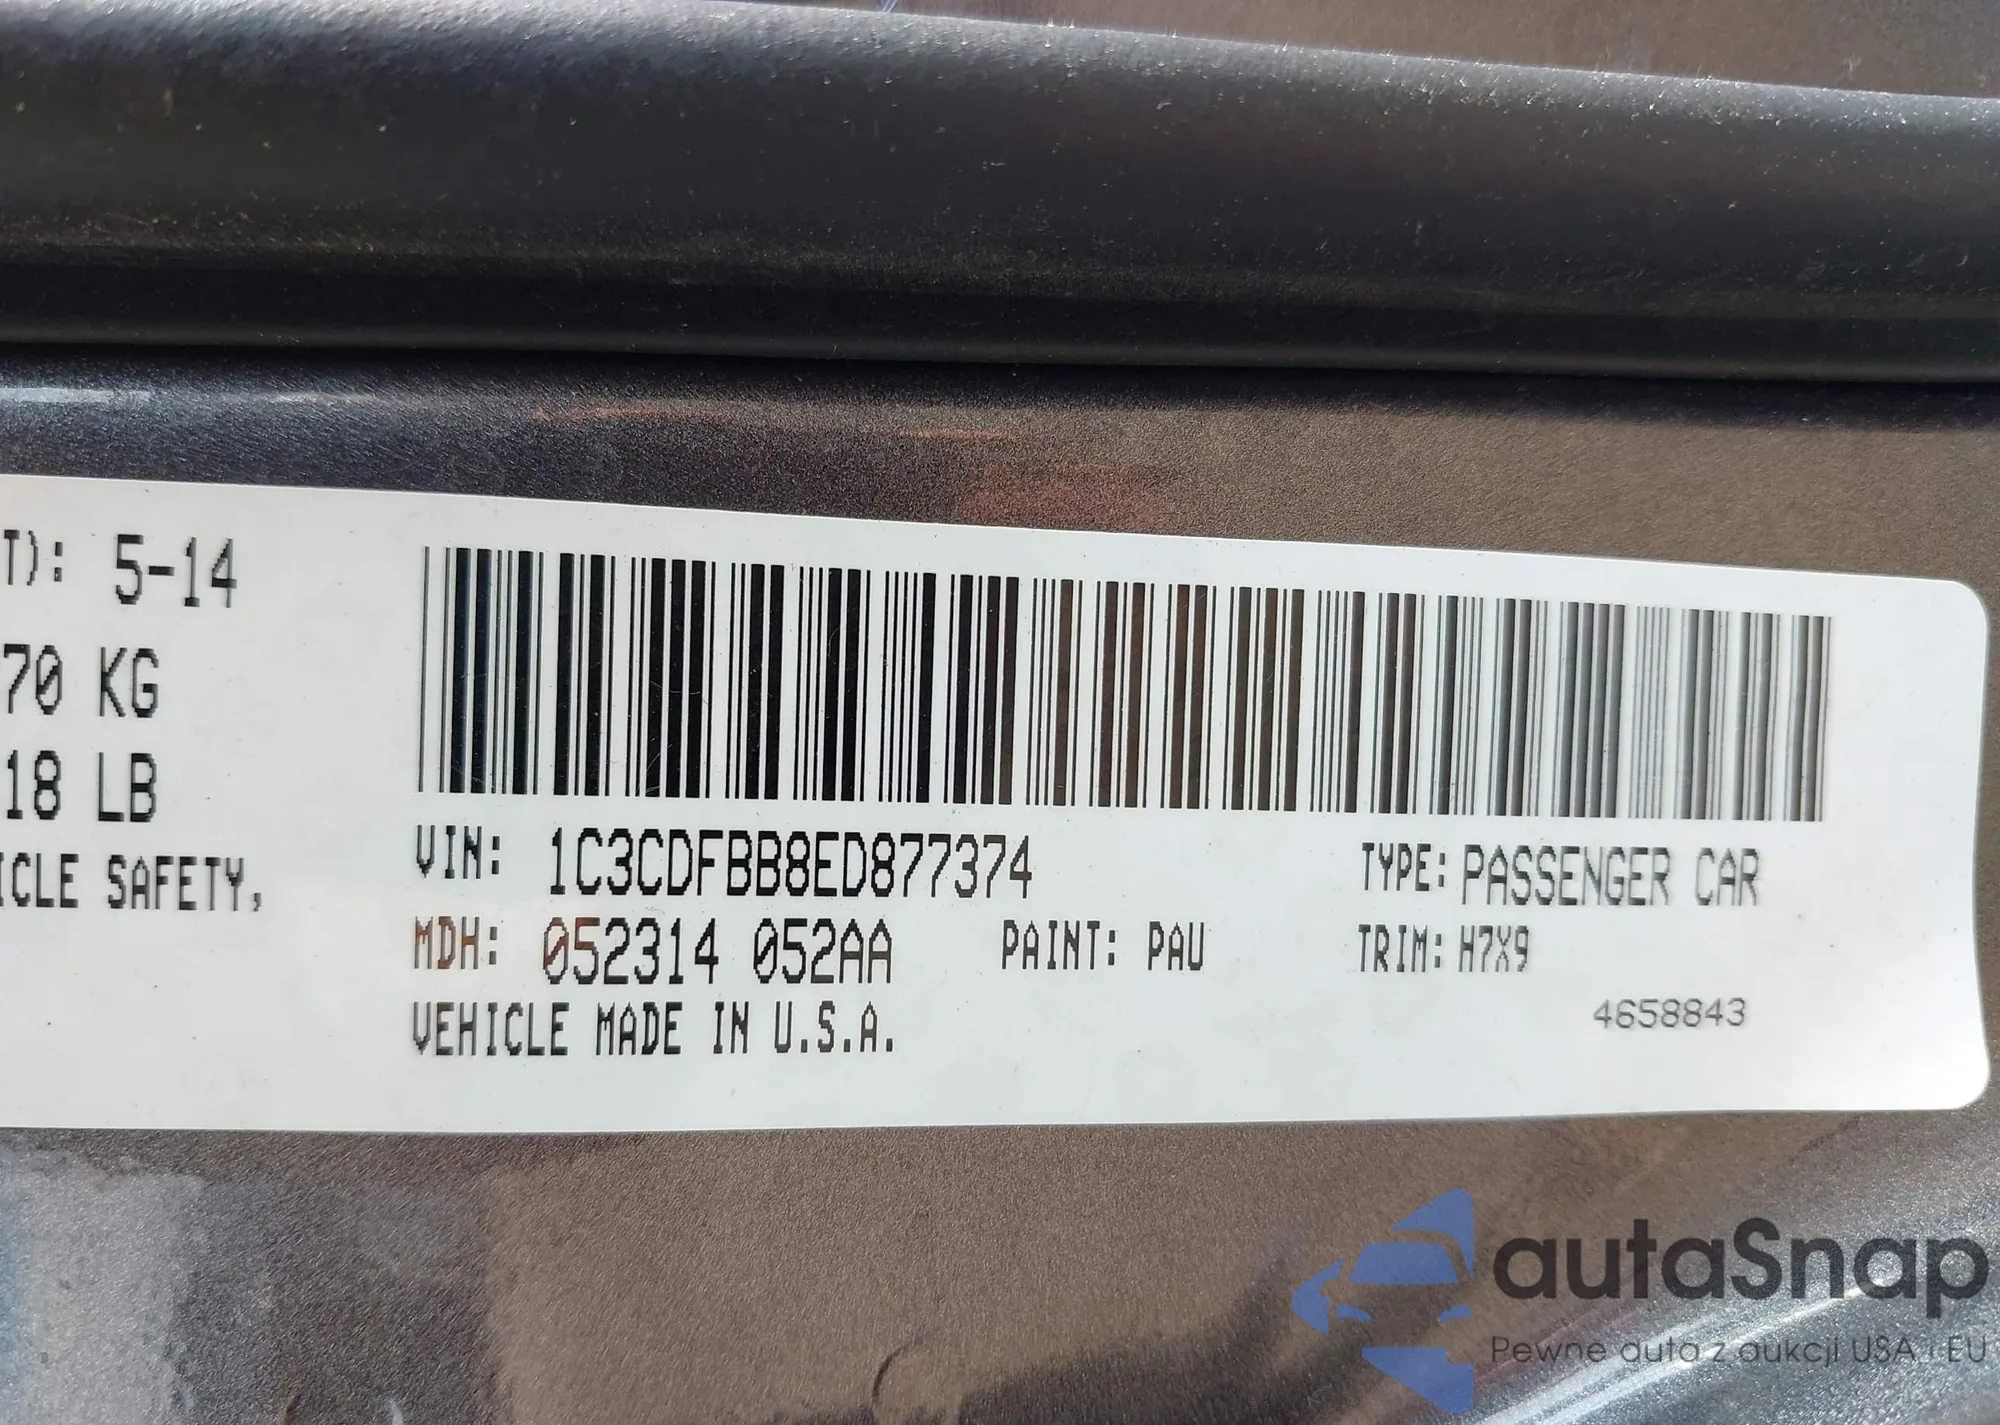 T): 5-14
70 KG
18 LB
ICLE SAFETY,
VIN: 1C3CDFBB8ED877374
TYPE: PASSENGER CAR
MDH: 052314 052AA PAINT: PAU TRIM: H7X9
VEHICLE MADE IN U.S.A.
4658843
autaSnap
Pewne auta z aukcji USA i EU